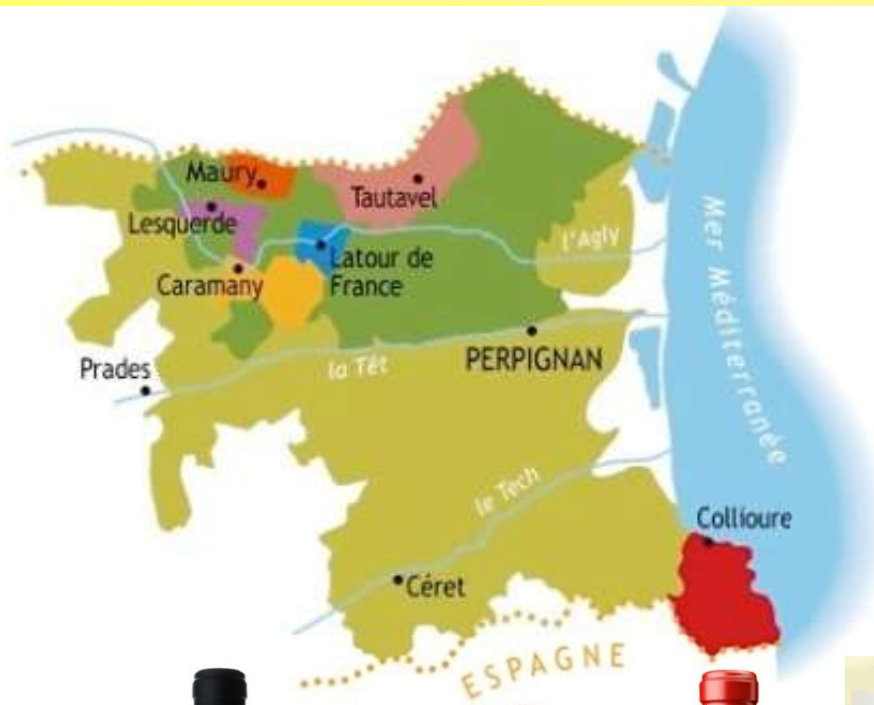 Maury
Tautavel
Lesquerde
l'Agly
Latour de
France
Caramany
Mer Méditerranée
Prades
la Têt
PERPIGNAN
le Tech
Collioure
Céret
ESPAGNE